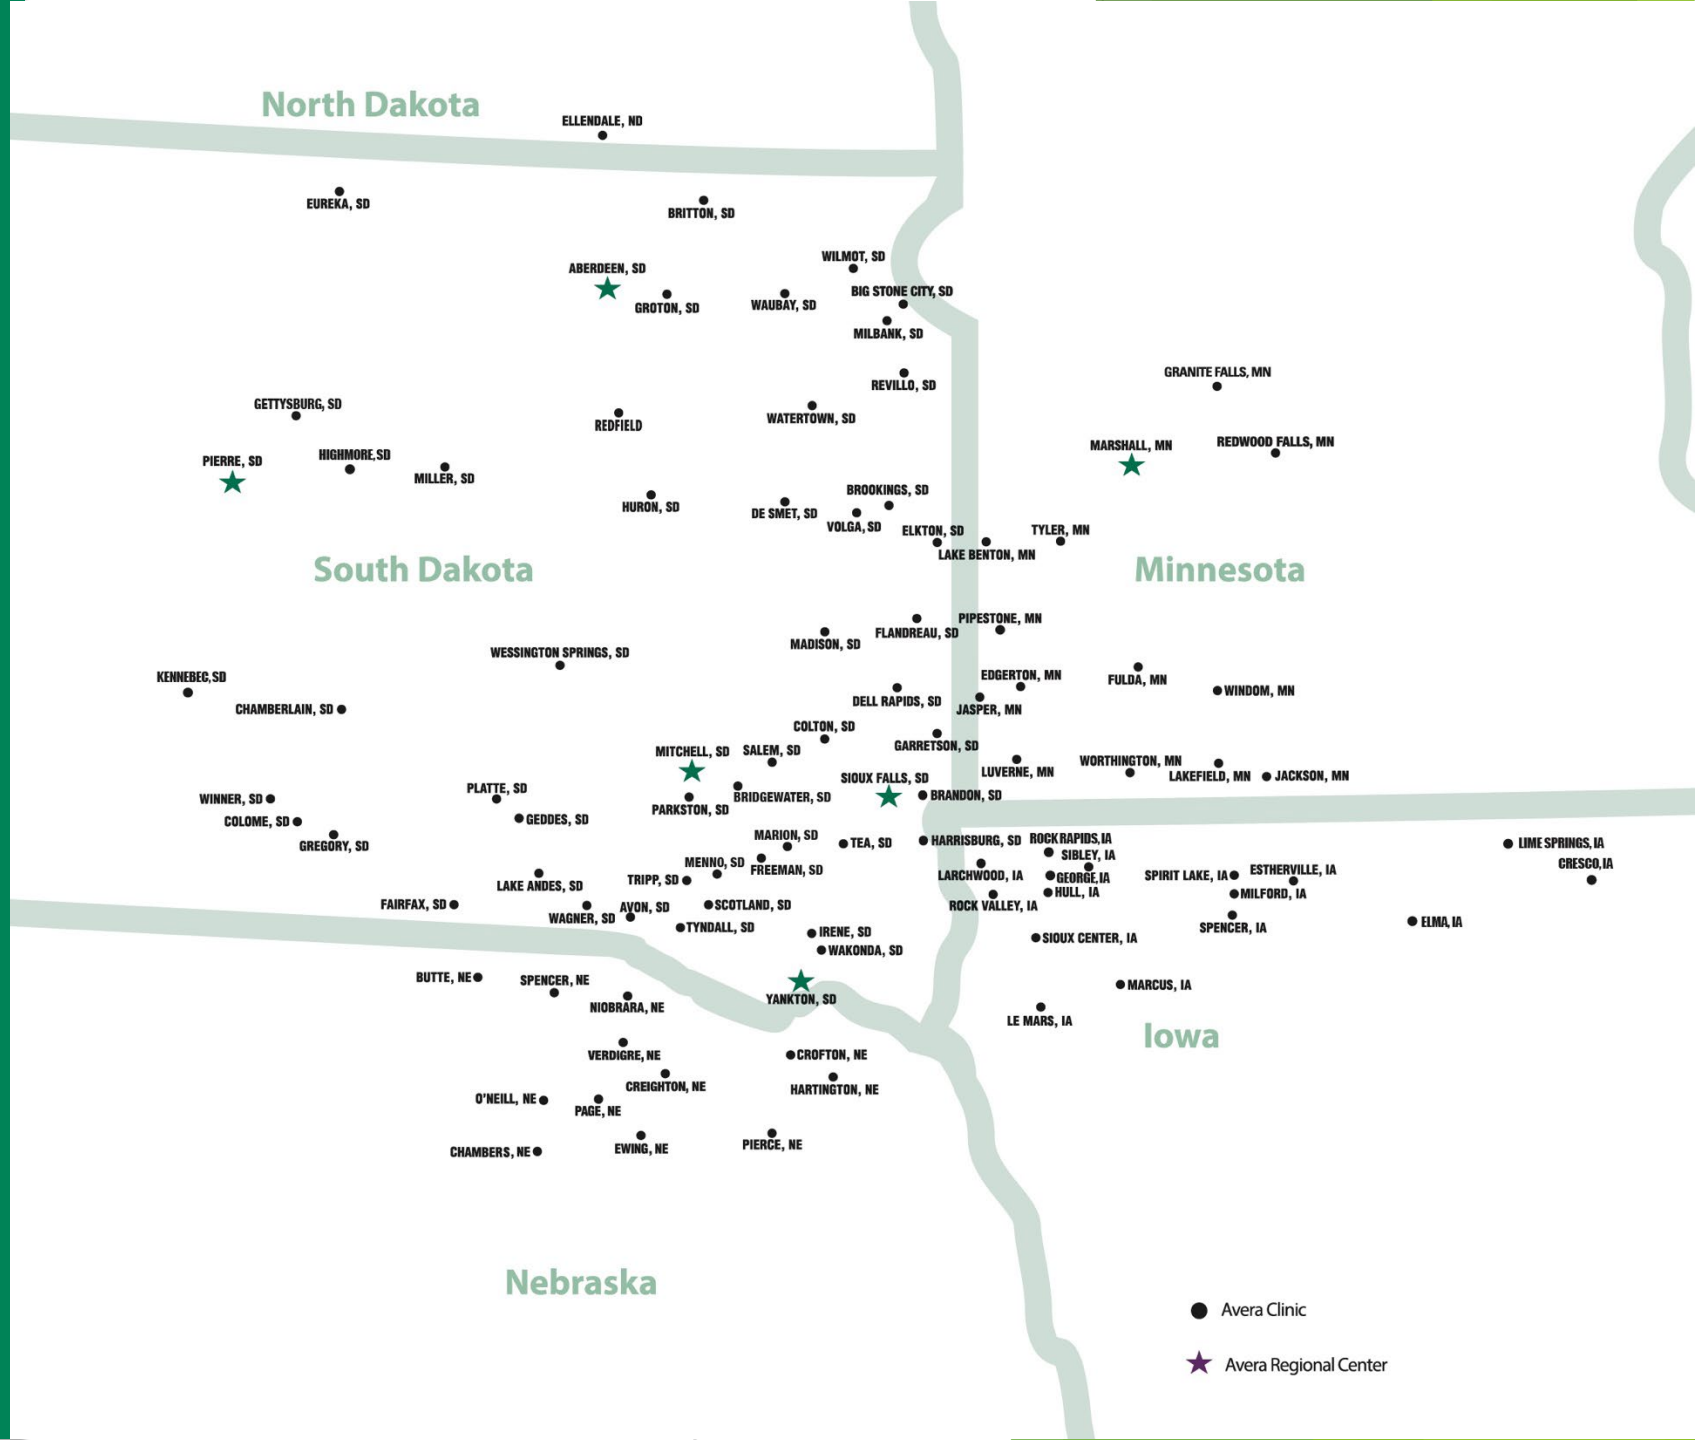 North Dakota
ELLENDALE, ND
EUREKA, SD
BRITTON, SD
WILMOT, SD
ABERDEEN, SD
BIG STONE CITY, SD
GROTON, SD
WAUBAY, SD
MILBANK, SD
GRANITE FALLS, MN
REVILLO, SD
GETTYSBURG, SD
WATERTOWN, SD
REDFIELD
MARSHALL, MN
REDWOOD FALLS, MN
PIERRE, SD
HIGHMORE,SD
MILLER, SD
BROOKINGS, SD
HURON, SD
DE SMET, SD
VOLGA, SD
ELKTON, SD
TYLER, MN
LAKE BENTON, MN
South Dakota
Minnesota
PIPESTONE, MN
FLANDREAU, SD
MADISON, SD
WESSINGTON SPRINGS, SD
KENNEBEC,SD
EDGERTON, MN
FULDA, MN
WINDOM, MN
DELL RAPIDS, SD
CHAMBERLAIN, SD
JASPER, MN
COLTON, SD
GARRETSON, SD
MITCHELL, SD
SALEM, SD
WORTHINGTON, MN
LUVERNE, MN
LAKEFIELD, MN
JACKSON, MN
SIOUX FALLS, SD
PLATTE, SD
BRIDGEWATER, SD
BRANDON, SD
WINNER, SD
PARKSTON, SD
COLOME, SD
GEDDES, SD
GREGORY, SD
MARION, SD
TEA, SD
HARRISBURG, SD
ROCK RAPIDS,IA
LIME SPRINGS, IA
SIBLEY, IA
MENNO, SD
CRESCO,IA
FREEMAN, SD
LARCHWOOD, IA
GEORGE,IA
SPIRIT LAKE, IA
ESTHERVILLE, IA
TRIPP, SD
LAKE ANDES, SD
HULL, IA
MILFORD, IA
FAIRFAX, SD
AVON, SD
SCOTLAND, SD
ROCK VALLEY, IA
WAGNER, SD
TYNDALL, SD
IRENE, SD
SPENCER, IA
ELMA, IA
SIOUX CENTER, IA
WAKONDA, SD
BUTTE, NE
SPENCER, NE
MARCUS, IA
YANKTON, SD
NIOBRARA, NE
LE MARS, IA
Iowa
VERDIGRE, NE
CROFTON, NE
CREIGHTON, NE
HARTINGTON, NE
O'NEILL, NE
PAGE, NE
CHAMBERS, NE
EWING, NE
PIERCE, NE
Nebraska
Avera Clinic
Avera Regional Center